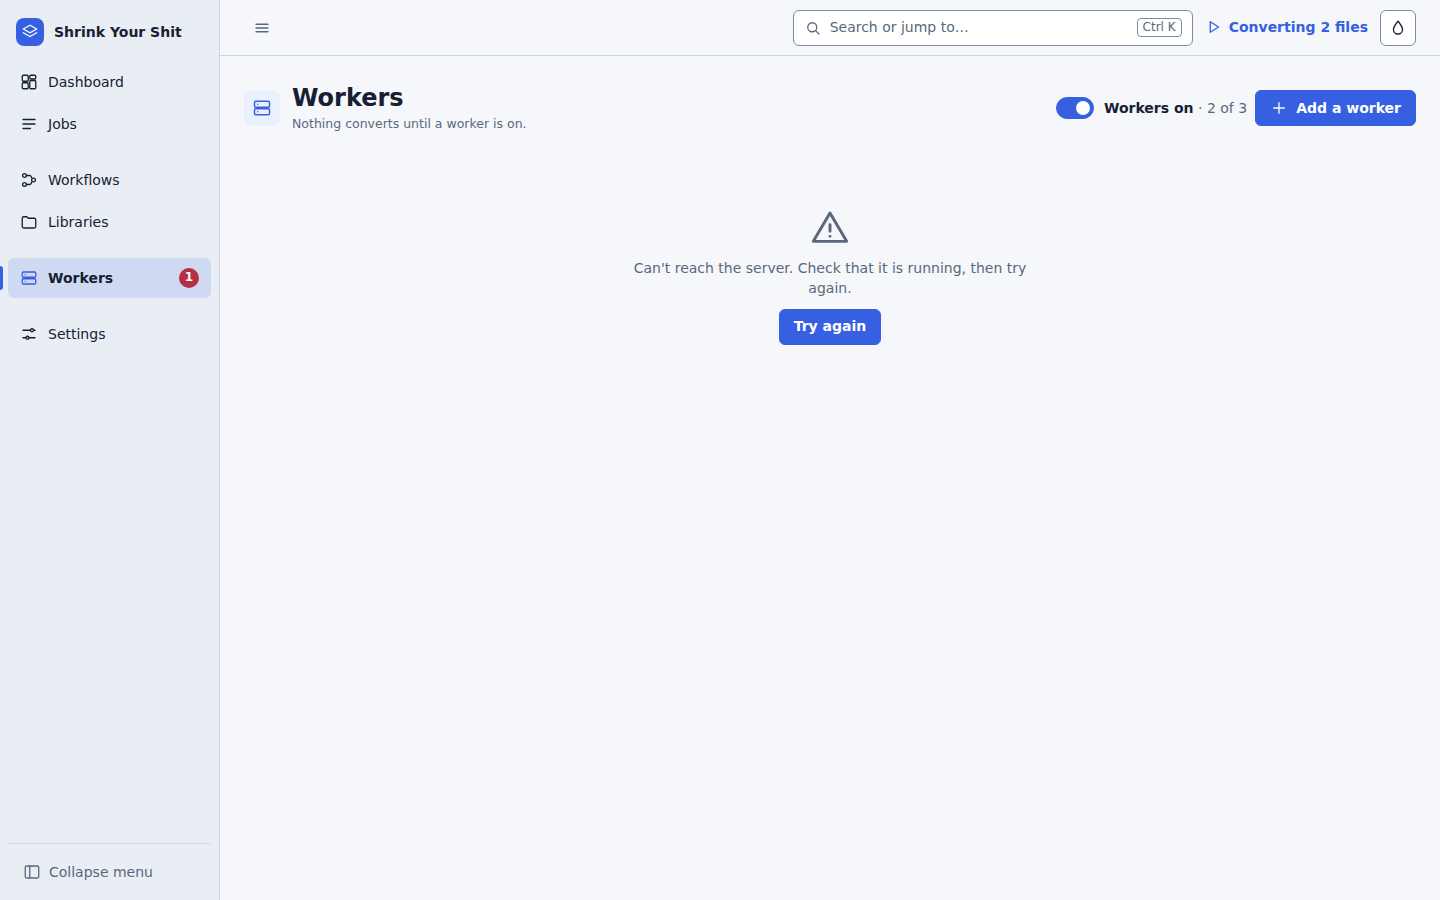 Shrink Your Shit
Search or jump to...
Ctrl K
Converting 2 files
Dashboard
Jobs
Workflows
Libraries
Workers
1
Settings
Collapse menu
Workers
Nothing converts until a worker is on.
Workers on · 2 of 3
Add a worker
Can't reach the server. Check that it is running, then try
again.
Try again